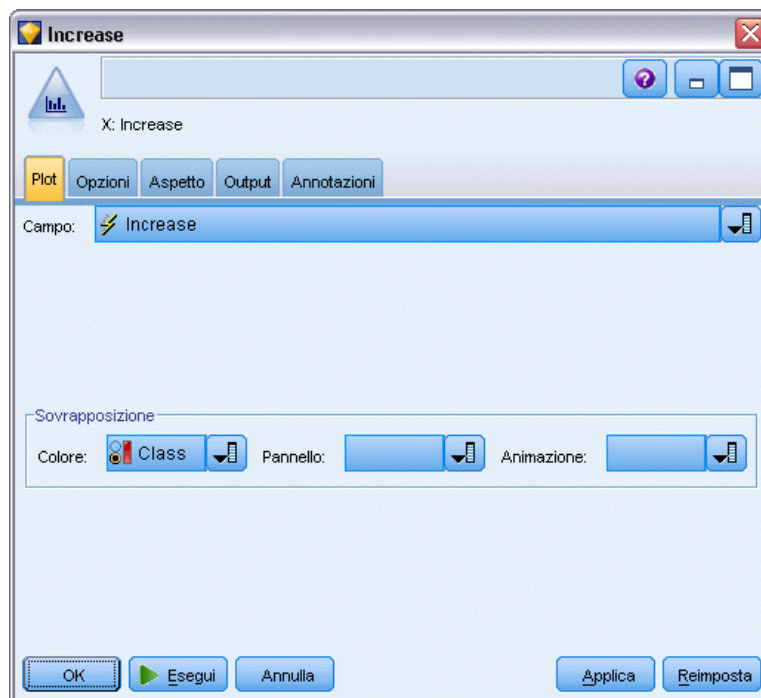 Increase
X: Increase
Plot Opzioni Aspetto Output Annotazioni
Campo: Increase
Sovrapposizione
Colore: Class Pannello: Animazione:
OK Esegui Annulla Applica Reimposta